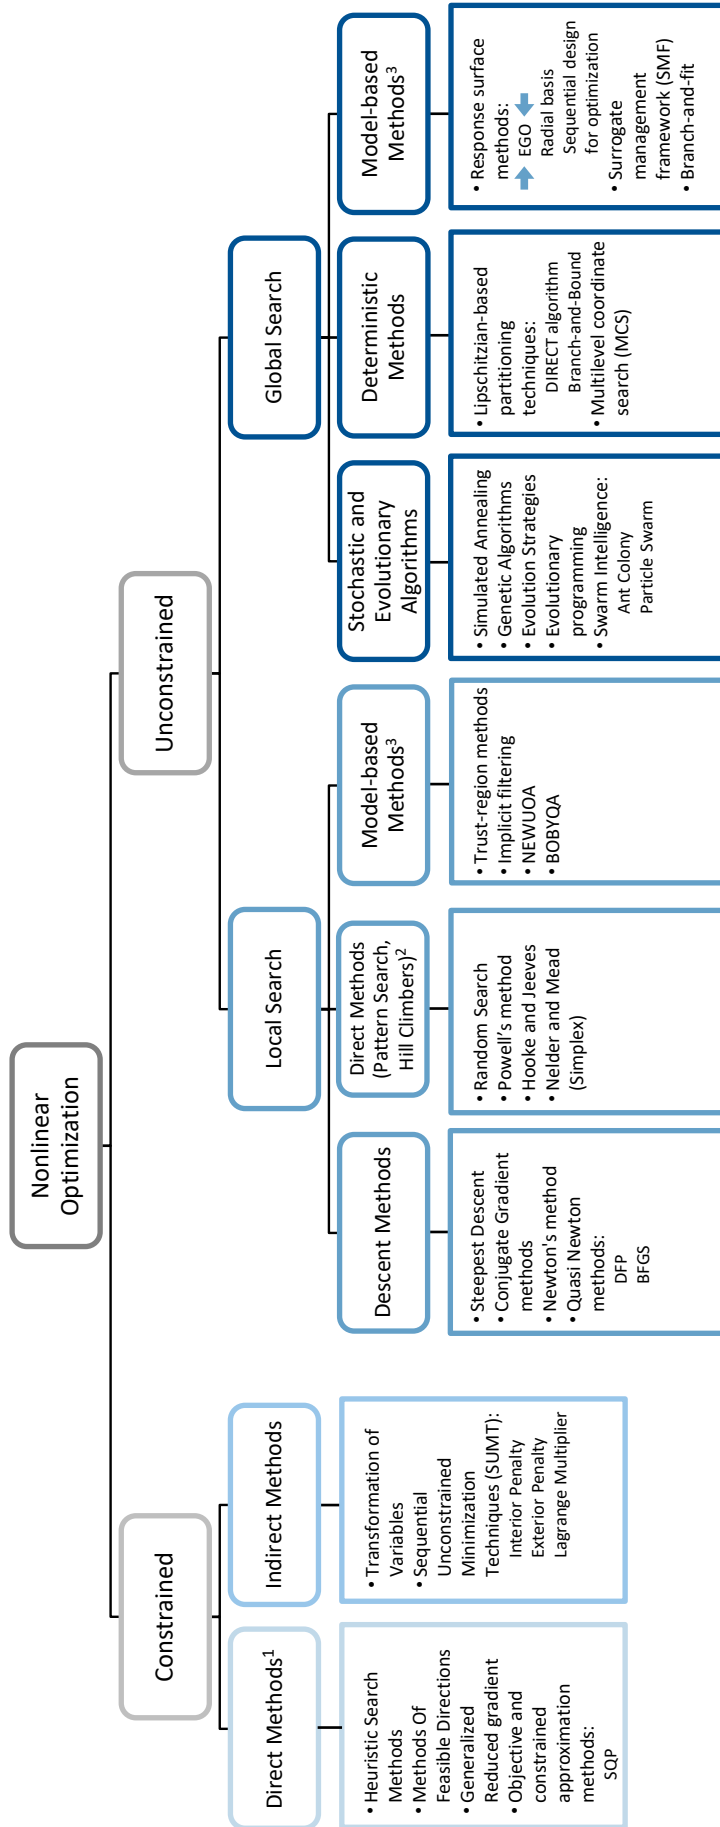 Nonlinear
Optimization
Constrained
Unconstrained
Direct Methods1
Indirect Methods
Local Search
Global Search
Descent Methods
Direct Methods
(Pattern Search,
Hill Climbers)2
Model-based
Methods3
Stochastic and
Evolutionary
Algorithms
Deterministic
Methods
Model-based
Methods3
• Heuristic Search
Methods
• Methods Of
Feasible Directions
• Generalized
Reduced gradient
• Objective and
constrained
approximation
methods:
SQP
• Transformation of
Variables
• Sequential
Unconstrained
Minimization
Techniques (SUMT):
Interior Penalty
Exterior Penalty
Lagrange Multiplier
• Steepest Descent
• Conjugate Gradient
methods
• Newton's method
• Quasi Newton
methods:
DFP
BFGS
• Random Search
• Powell’s method
• Hooke and Jeeves
• Nelder and Mead
(Simplex)
• Trust-region methods
• Implicit filtering
• NEWUOA
• BOBYQA
• Simulated Annealing
• Genetic Algorithms
• Evolution Strategies
• Evolutionary
programming
• Swarm Intelligence:
Ant Colony
Particle Swarm
• Lipschitzian-based
partitioning
techniques:
DIRECT algorithm
Branch-and-Bound
• Multilevel coordinate
search (MCS)
• Response surface
methods:
EGO
Radial basis
Sequential design
for optimization
• Surrogate
management
framework (SMF)
• Branch-and-fit